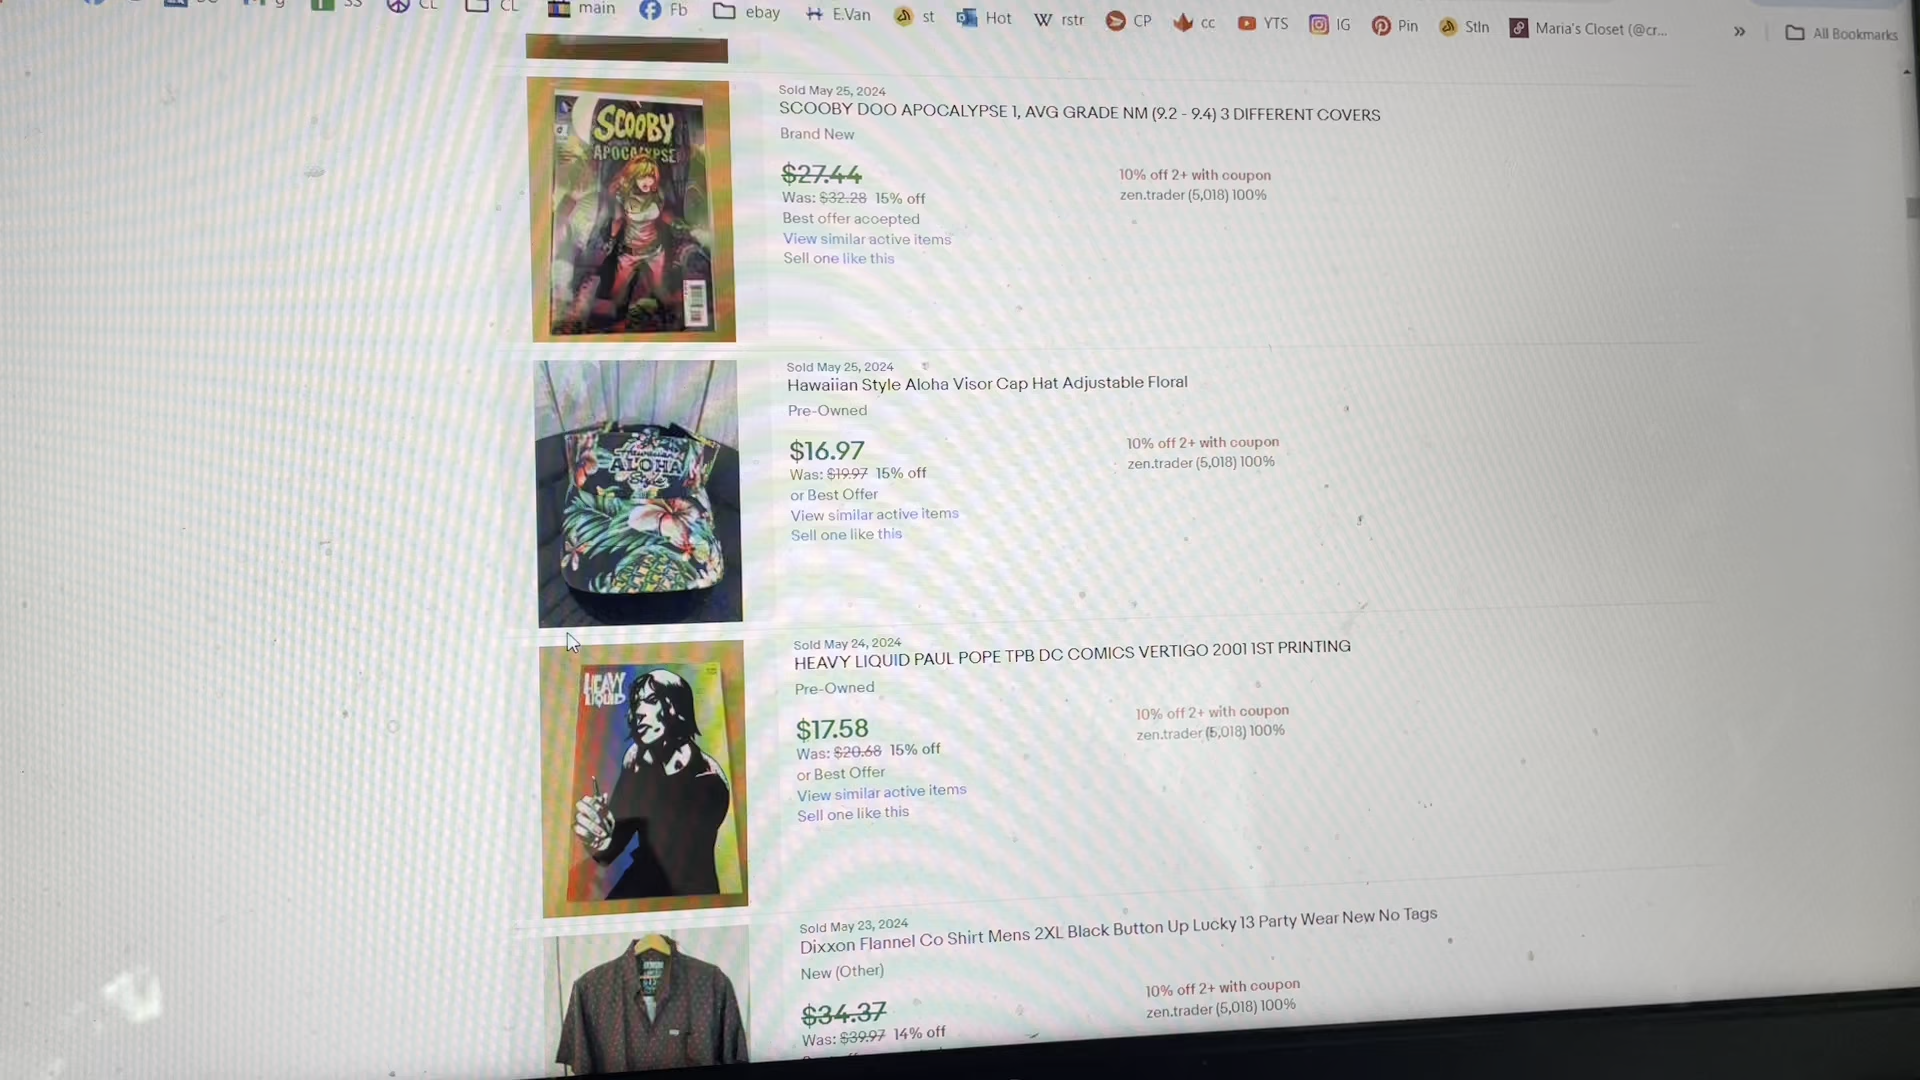 CL
CL
main
Fb
ebay
E.Van
st
Hot
W rstr
CP
cc
YTS
IG
Pin
Stln
Maria's Closet (@cr...
»
All Bookmarks
Sold May 25, 2024
SCOOBY DOO APOCALYPSE 1, AVG GRADE NM (9.2 - 9.4) 3 DIFFERENT COVERS
Brand New
$27.44
Was: $32.28 15% off
Best offer accepted
View similar active items
Sell one like this
10% off 2+ with coupon
zen.trader (5,018) 100%
SCOOBY
APOCALYPSE
Sold May 25, 2024
Hawaiian Style Aloha Visor Cap Hat Adjustable Floral
Pre-Owned
$16.97
Was: $19.97 15% off
or Best Offer
View similar active items
Sell one like this
10% off 2+ with coupon
zen.trader (5,018) 100%
Hawaiian
ALOHA
Style
Sold May 24, 2024
HEAVY LIQUID PAUL POPE TPB DC COMICS VERTIGO 2001 1ST PRINTING
Pre-Owned
$17.58
Was: $20.68 15% off
or Best Offer
View similar active items
Sell one like this
10% off 2+ with coupon
zen.trader (5,018) 100%
HEAVY
LIQUID
Sold May 23, 2024
Dixxon Flannel Co Shirt Mens 2XL Black Button Up Lucky 13 Party Wear New No Tags
New (Other)
$34.37
Was: $39.97 14% off
10% off 2+ with coupon
zen.trader (5,018) 100%